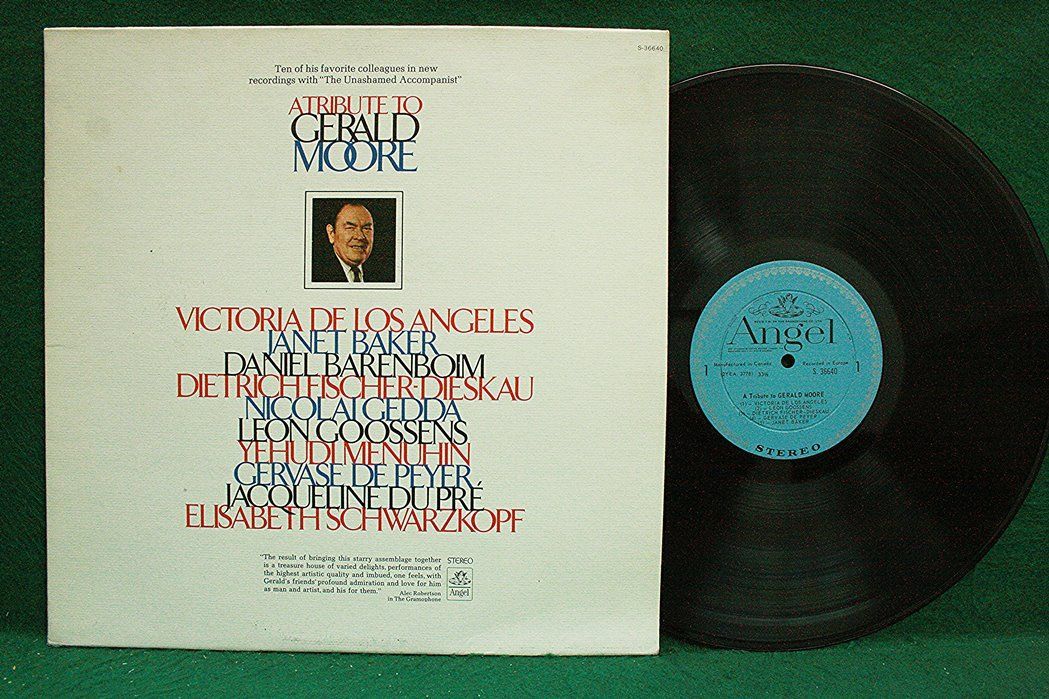 S-36640
Ten of his favorite colleagues in new
recordings with "The Unashamed Accompanist"
A TRIBUTE TO
GERALD
MOORE
VICTORIA DE LOS ANGELES
JANET BAKER
DANIEL BARENBOIM
DIETRICH FISCHER-DIESKAU
NICOLAI GEDDA
LEON GOOSSENS
YEHUDI MENUHIN
GERVASE DE PEYER
JACQUELINE DU PRÉ
ELISABETH SCHWARZKOPF
"The result of bringing this starry assemblage together
is a treasure house of varied delights, performances of
the highest artistic quality and imbued, one feels, with
Gerald's friends' profound admiration and love for him
as man and artist, and his for them."
Alec Robertson
in The Gramophone
STEREO
Angel
Angel
Manufactured in Canada
Recorded in Europe
1
33⅓
S. 36640
1
A Tribute to GERALD MOORE
(1) - VICTORIA DE LOS ANGELES
(2) - LEON GOOSSENS
- DIETRICH FISCHER-DIESKAU
- GERVASE DE PEYER
- JANET BAKER
STEREO